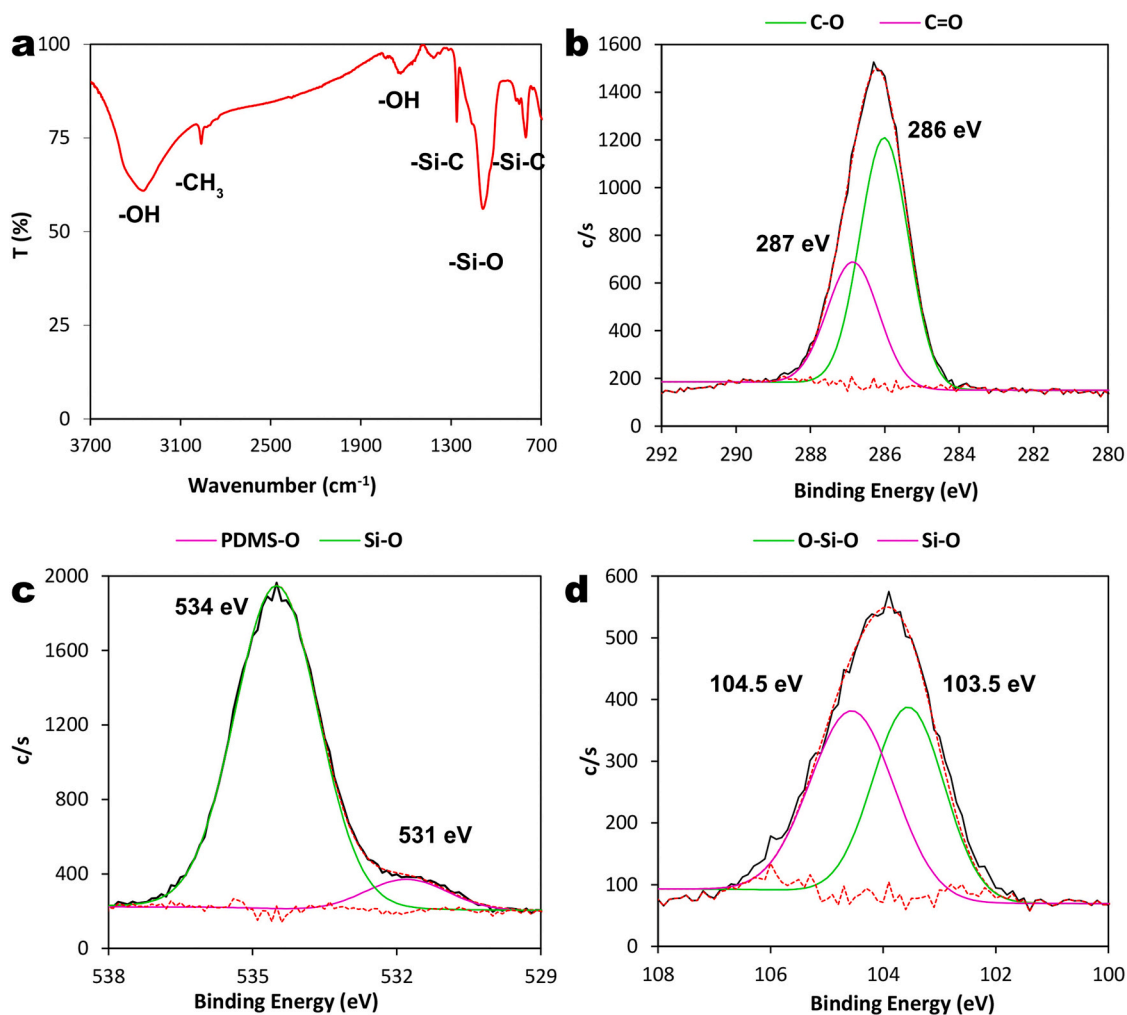 a
100
75
50
25
0
T (%)
-OH
-CH₃
-OH
-Si-C
-Si-C
-Si-O
3700
3100
2500
1900
1300
700
Wavenumber (cm⁻¹)
b
C-O
C=O
1600
1400
1200
1000
800
600
400
200
0
c/s
286 eV
287 eV
292
290
288
286
284
282
280
Binding Energy (eV)
c
PDMS-O
Si-O
2000
1600
1200
800
400
0
c/s
534 eV
531 eV
538
535
532
529
Binding Energy (eV)
d
O-Si-O
Si-O
600
500
400
300
200
100
0
c/s
104.5 eV
103.5 eV
108
106
104
102
100
Binding Energy (eV)